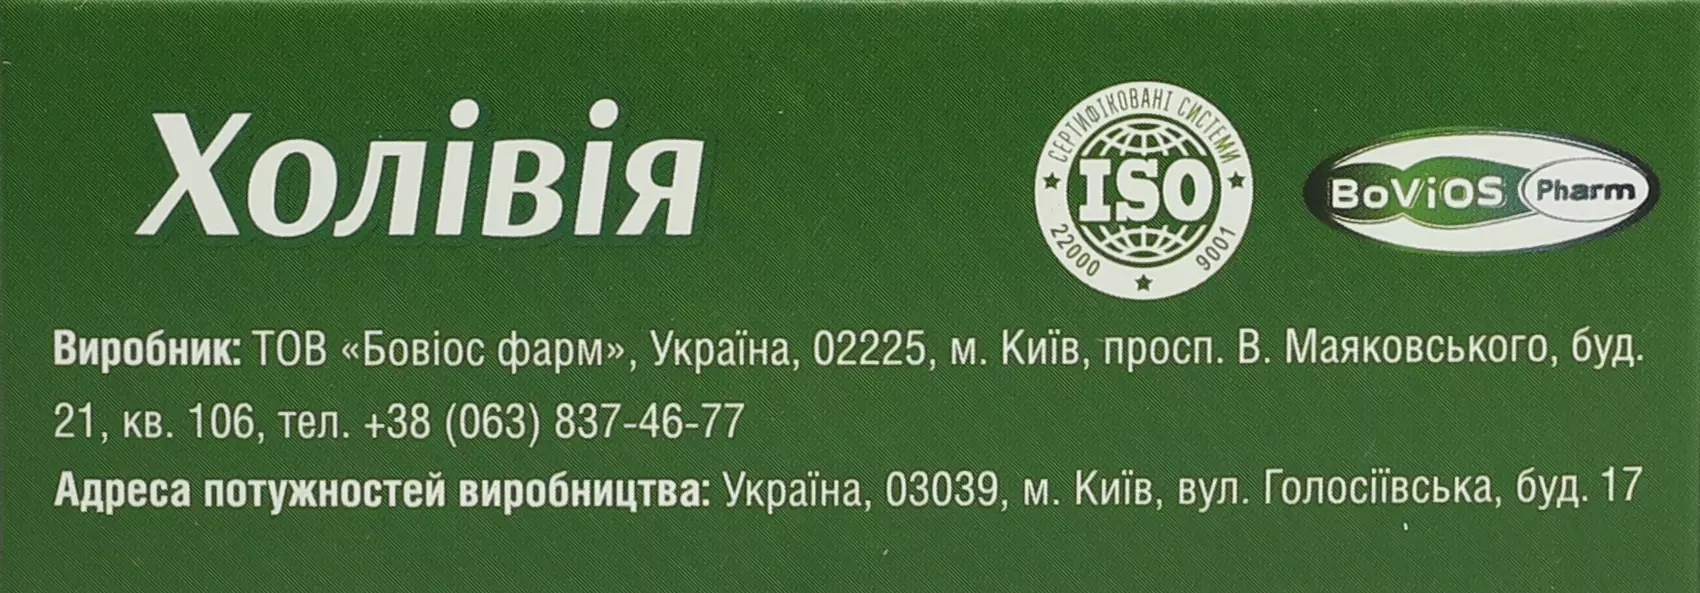 Холівія
СЕРТИФІКОВАНІ СИСТЕМИ
ISO
22000 9001
BoViOS Pharm
Виробник: ТОВ «Бовіос фарм», Україна, 02225, м. Київ, просп. В. Маяковського, буд.
21, кв. 106, тел. +38 (063) 837-46-77
Адреса потужностей виробництва: Україна, 03039, м. Київ, вул. Голосіївська, буд. 17